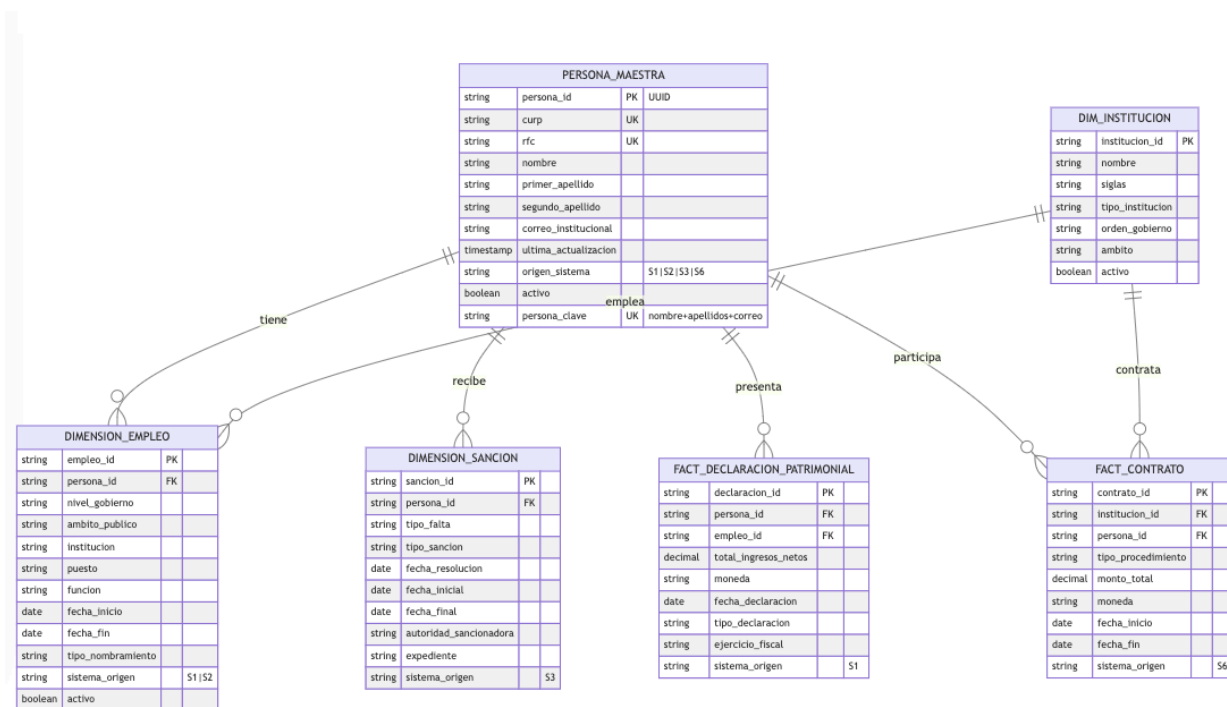 PERSONA_MAESTRA
string persona_id PK UUID
string curp UK
string rfc UK
string nombre
string primer_apellido
string segundo_apellido
string correo_institucional
timestamp ultima_actualizacion
string origen_sistema S1|S2|S3|S6
boolean activo
string persona_clave UK nombre+apellidos+correo
DIM_INSTITUCION
string institucion_id PK
string nombre
string siglas
string tipo_institucion
string orden_gobierno
string ambito
boolean activo
emplea
tiene
recibe
presenta
participa
contrata
DIMENSION_EMPLEO
string empleo_id PK
string persona_id FK
string nivel_gobierno
string ambito_publico
string institucion
string puesto
string funcion
date fecha_inicio
date fecha_fin
string tipo_nombramiento
string sistema_origen S1|S2
boolean activo
DIMENSION_SANCION
string sancion_id PK
string persona_id FK
string tipo_falta
string tipo_sancion
date fecha_resolucion
date fecha_inicial
date fecha_final
string autoridad_sancionadora
string expediente
string sistema_origen S3
FACT_DECLARACION_PATRIMONIAL
string declaracion_id PK
string persona_id FK
string empleo_id FK
decimal total_ingresos_netos
string moneda
date fecha_declaracion
string tipo_declaracion
string ejercicio_fiscal
string sistema_origen S1
FACT_CONTRATO
string contrato_id PK
string institucion_id FK
string persona_id FK
string tipo_procedimiento
decimal monto_total
string moneda
date fecha_inicio
date fecha_fin
string sistema_origen S6